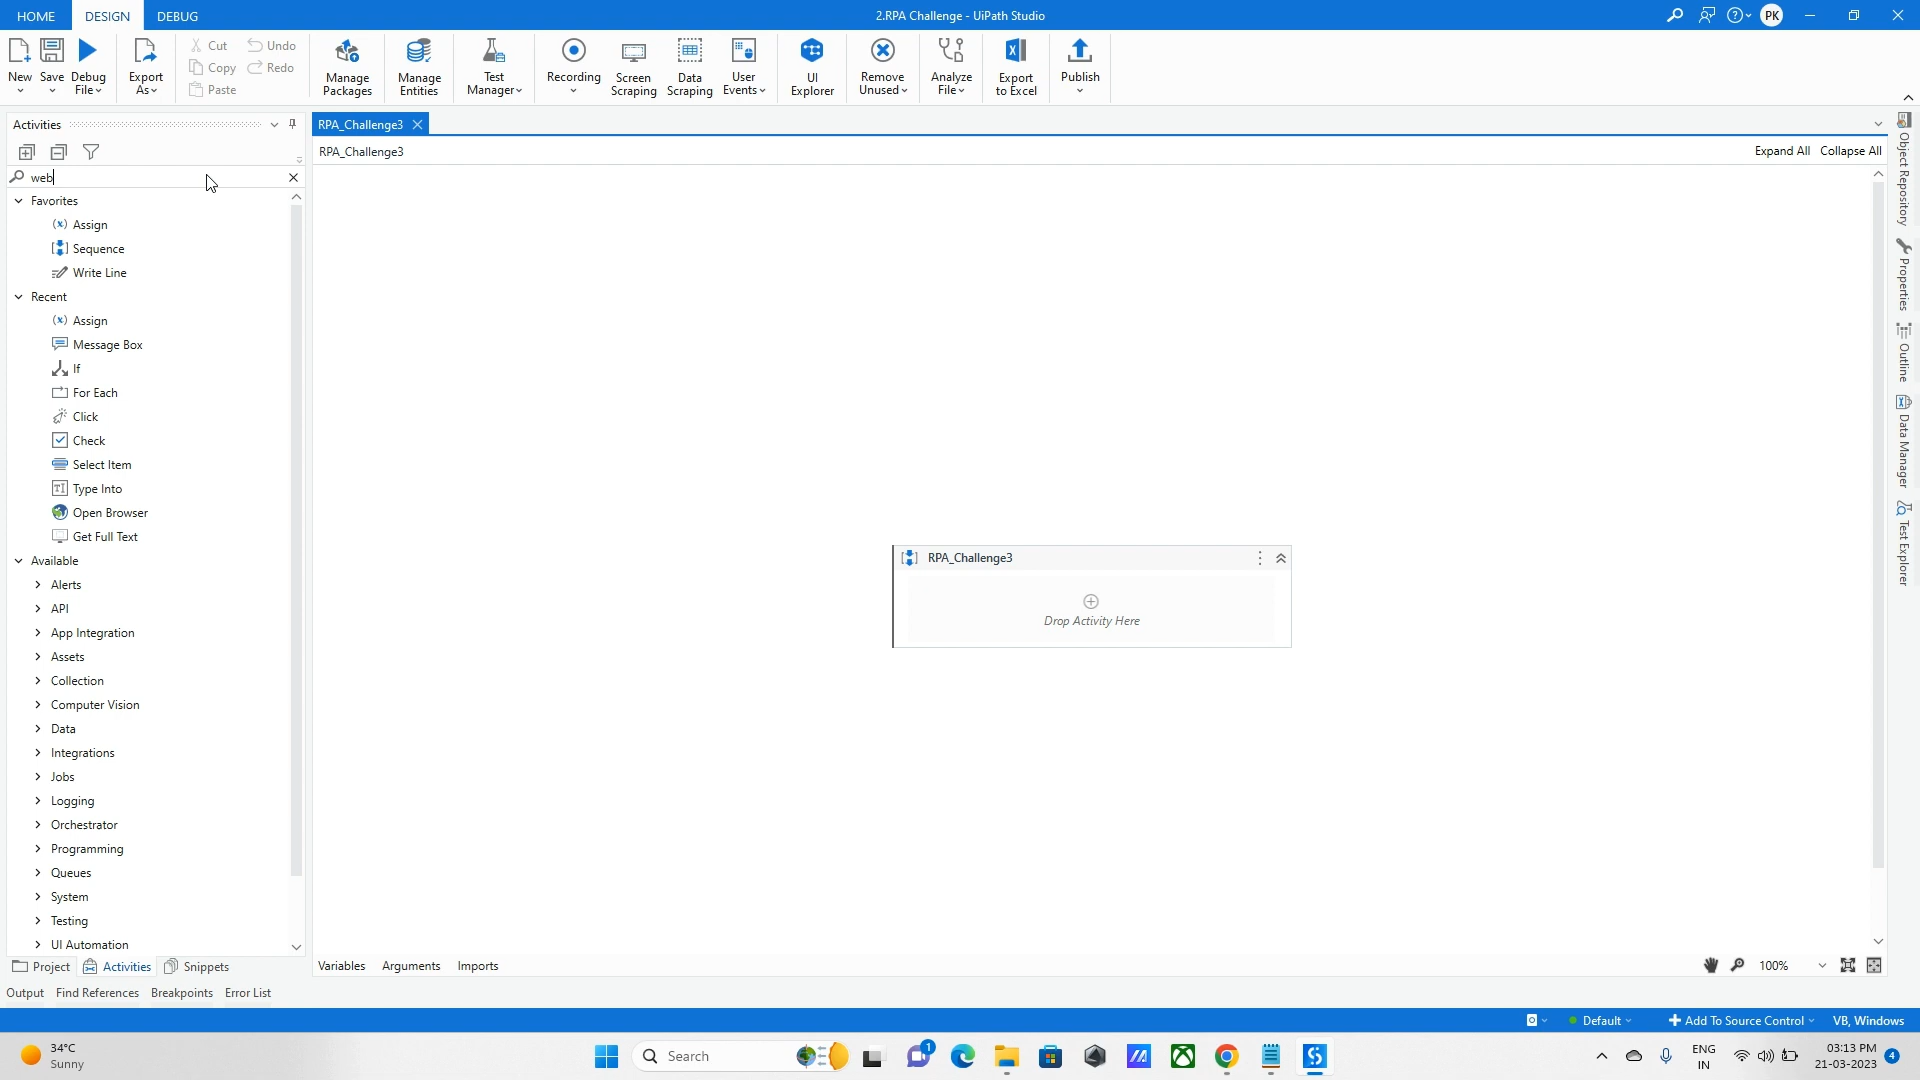 HOME DESIGN DEBUG 2.RPA Challenge - UiPath Studio PK
New Save Debug File Export As Cut Copy Paste Undo Redo Manage Packages Manage Entities Test Manager Recording Screen Scraping Data Scraping User Events UI Explorer Remove Unused Analyze File Export to Excel Publish
Activities
RPA_Challenge3
RPA_Challenge3 Expand All Collapse All
web
Favorites
Assign
Sequence
Write Line
Recent
Assign
Message Box
If
For Each
Click
Check
Select Item
Type Into
Open Browser
Get Full Text
Available
Alerts
API
App Integration
Assets
Collection
Computer Vision
Data
Integrations
Jobs
Logging
Orchestrator
Programming
Queues
System
Testing
UI Automation
RPA_Challenge3
Drop Activity Here
Object Repository
Properties
Outline
Data Manager
Test Explorer
Project Activities Snippets
Variables Arguments Imports 100%
Output Find References Breakpoints Error List
Default Add To Source Control VB, Windows
34°C
Sunny
Search
1
ENG
IN
03:13 PM
21-03-2023
4